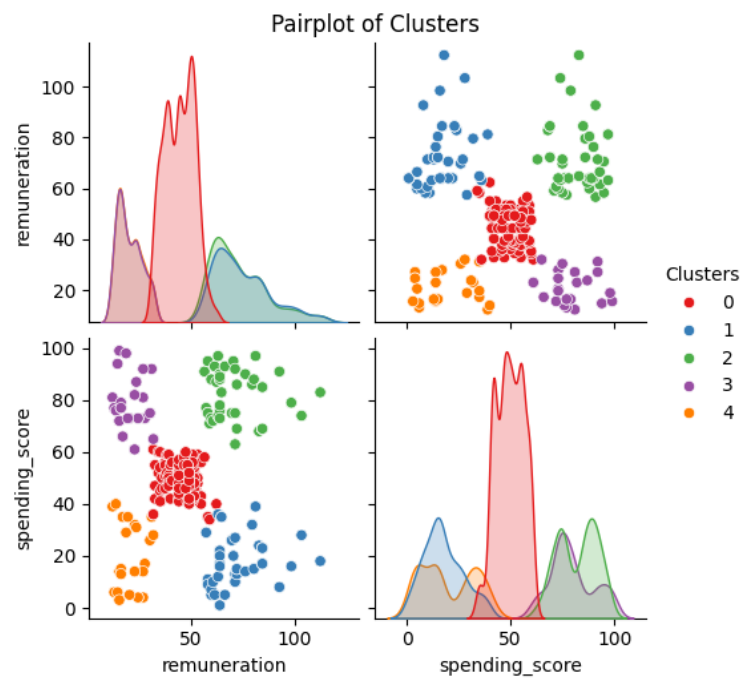 Pairplot of Clusters
remuneration
100
80
60
40
20
Clusters
0
1
2
3
4
spending_score
100
80
60
40
20
0
50 100
0 50 100
remuneration
spending_score